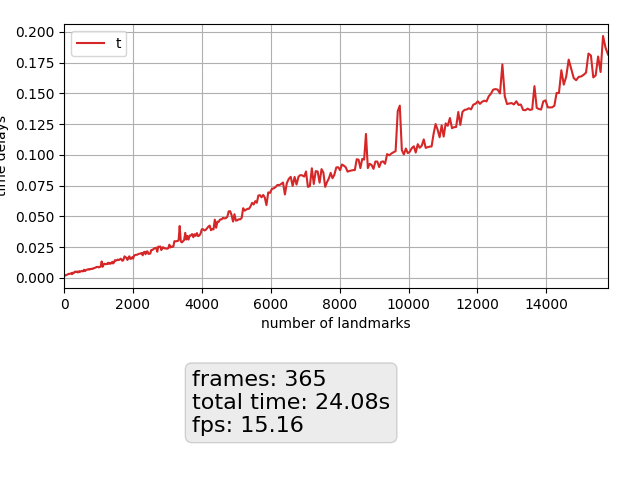 0.200
0.175
0.150
0.125
0.100
0.075
0.050
0.025
0.000
t
time delays
0 2000 4000 6000 8000 10000 12000 14000
number of landmarks
frames: 365
total time: 24.08s
fps: 15.16